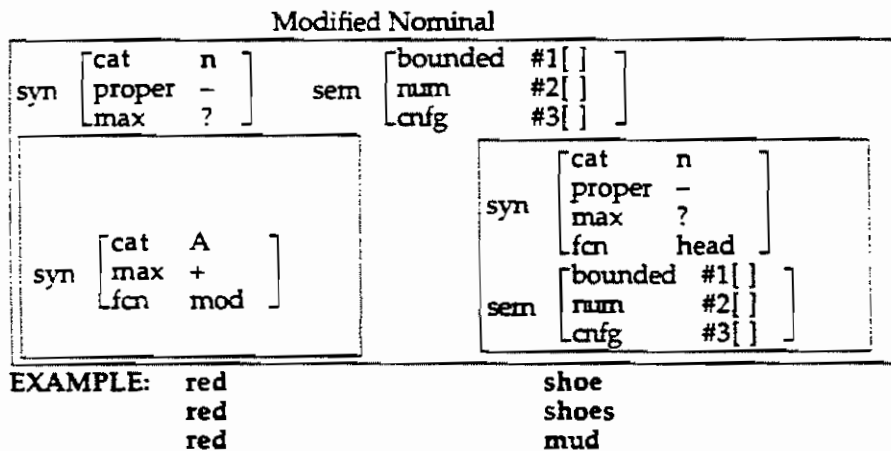 Modified Nominal
syn [cat n] sem [bounded #1[ ]]
[proper –] [num #2[ ]]
[max ?] [cnfg #3[ ]]
syn [cat A]
[max +]
[fcn mod]
syn [cat n]
[proper –]
[max ?]
[fcn head]
sem [bounded #1[ ]]
[num #2[ ]]
[cnfg #3[ ]]
EXAMPLE: red shoe
red shoes
red mud